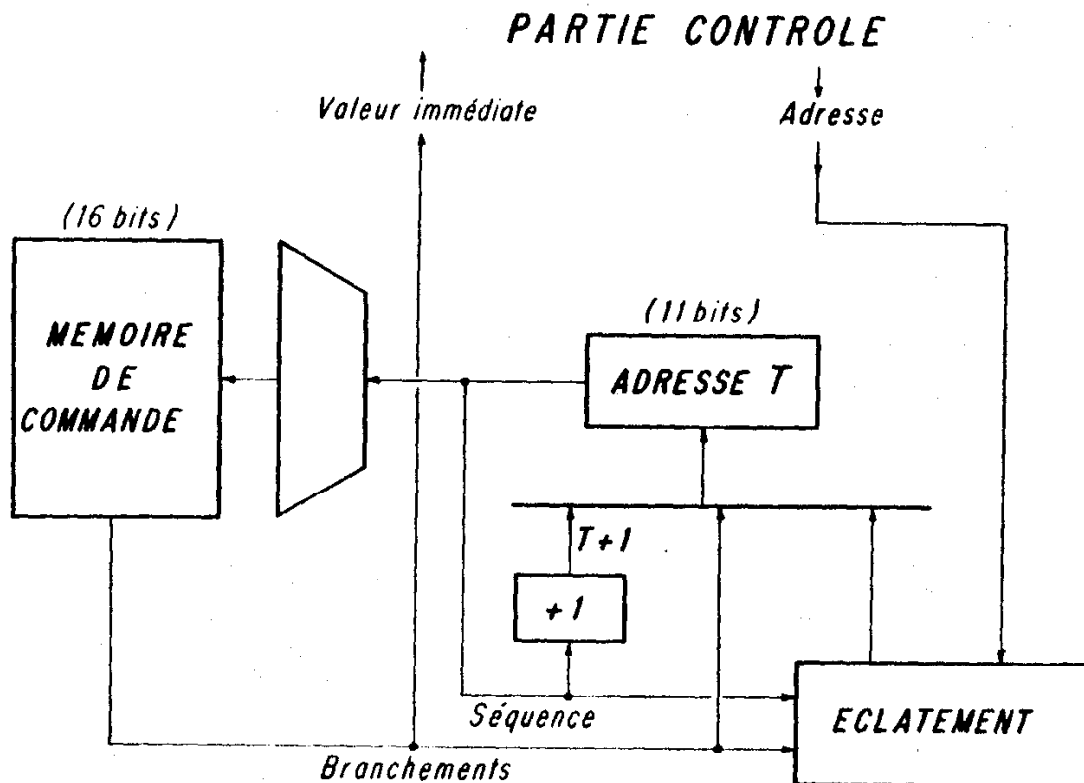 PARTIE CONTROLE
Valeur immédiate
Adresse
(16 bits)
MEMOIRE
DE
COMMANDE
(11 bits)
ADRESSE T
T+1
+1
Séquence
ECLATEMENT
Branchements